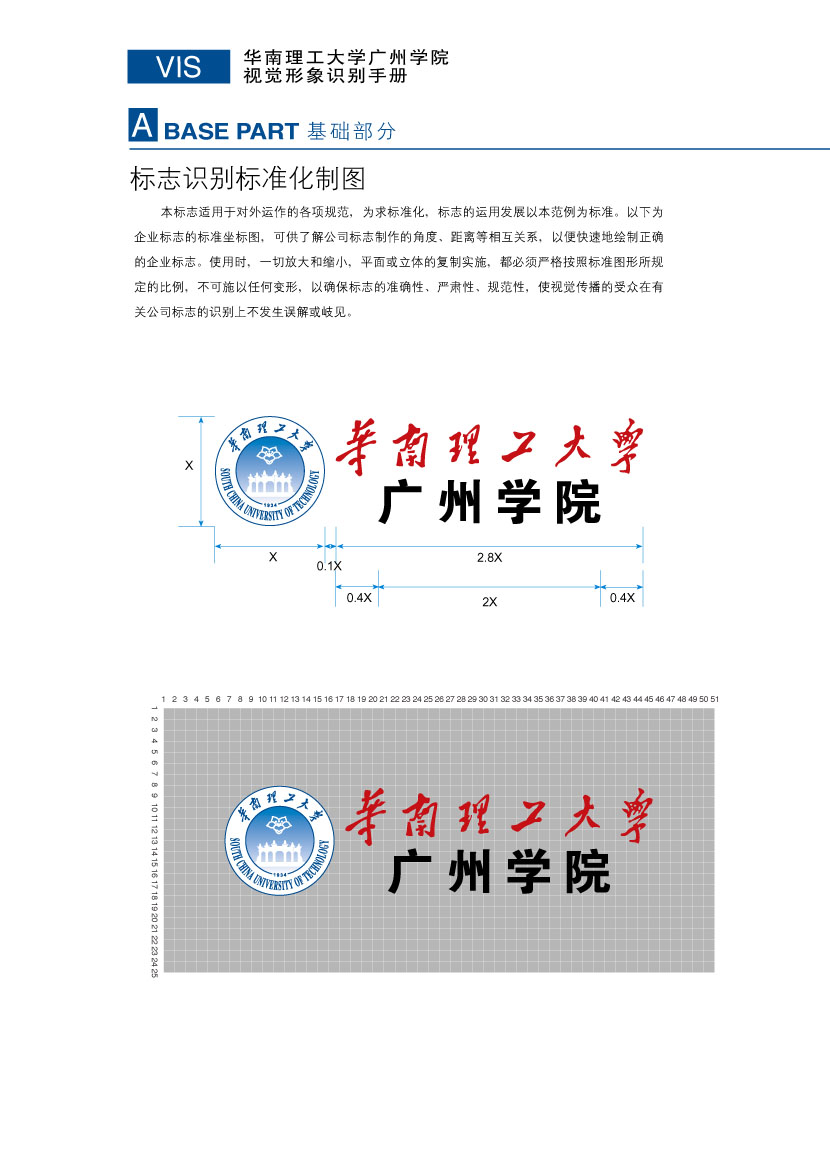 VIS
华南理工大学广州学院
视觉形象识别手册
A BASE PART 基础部分
标志识别标准化制图
本标志适用于对外运作的各项规范，为求标准化，标志的运用发展以本范例为标准。以下为
企业标志的标准坐标图，可供了解公司标志制作的角度、距离等相互关系，以便快速地绘制正确
的企业标志。使用时，一切放大和缩小，平面或立体的复制实施，都必须严格按照标准图形所规
定的比例，不可施以任何变形，以确保标志的准确性、严肃性、规范性，使视觉传播的受众在有
关公司标志的识别上不发生误解或岐见。
X
华南理工大学
1934
SOUTH CHINA UNIVERSITY OF TECHNOLOGY
華南理工大學
广州学院
X
0.1X
2.8X
0.4X
2X
0.4X
1 2 3 4 5 6 7 8 9 10 11 12 13 14 15 16 17 18 19 20 21 22 23 24 25 26 27 28 29 30 31 32 33 34 35 36 37 38 39 40 41 42 43 44 45 46 47 48 49 50 51
1 2 3 4 5 6 7 8 9 10 11 12 13 14 15 16 17 18 19 20 21 22 23 24 25
华南理工大学
1934
SOUTH CHINA UNIVERSITY OF TECHNOLOGY
華南理工大學
广州学院